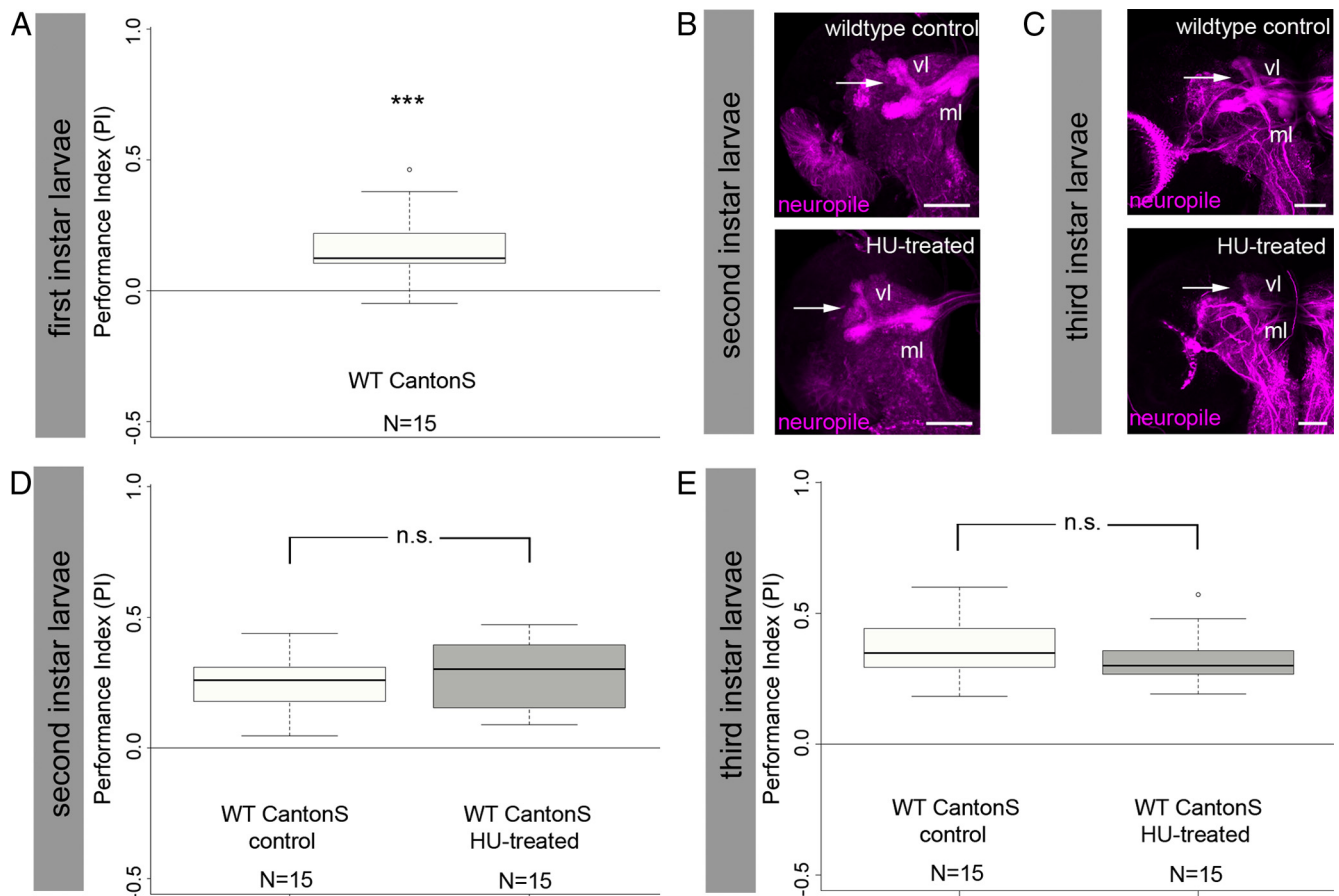 A
first instar larvae
Performance Index (PI)
1.0
0.5
0.0
-0.5
***
WT CantonS
N=15
B
second instar larvae
wildtype control
vl
ml
neuropile
HU-treated
vl
ml
neuropile
C
third instar larvae
wildtype control
vl
ml
neuropile
HU-treated
vl
ml
neuropile
D
second instar larvae
Performance Index (PI)
1.0
0.5
0.0
-0.5
n.s.
WT CantonS
control
N=15
WT CantonS
HU-treated
N=15
E
third instar larvae
Performance Index (PI)
1.0
0.5
0.0
-0.5
n.s.
WT CantonS
control
N=15
WT CantonS
HU-treated
N=15